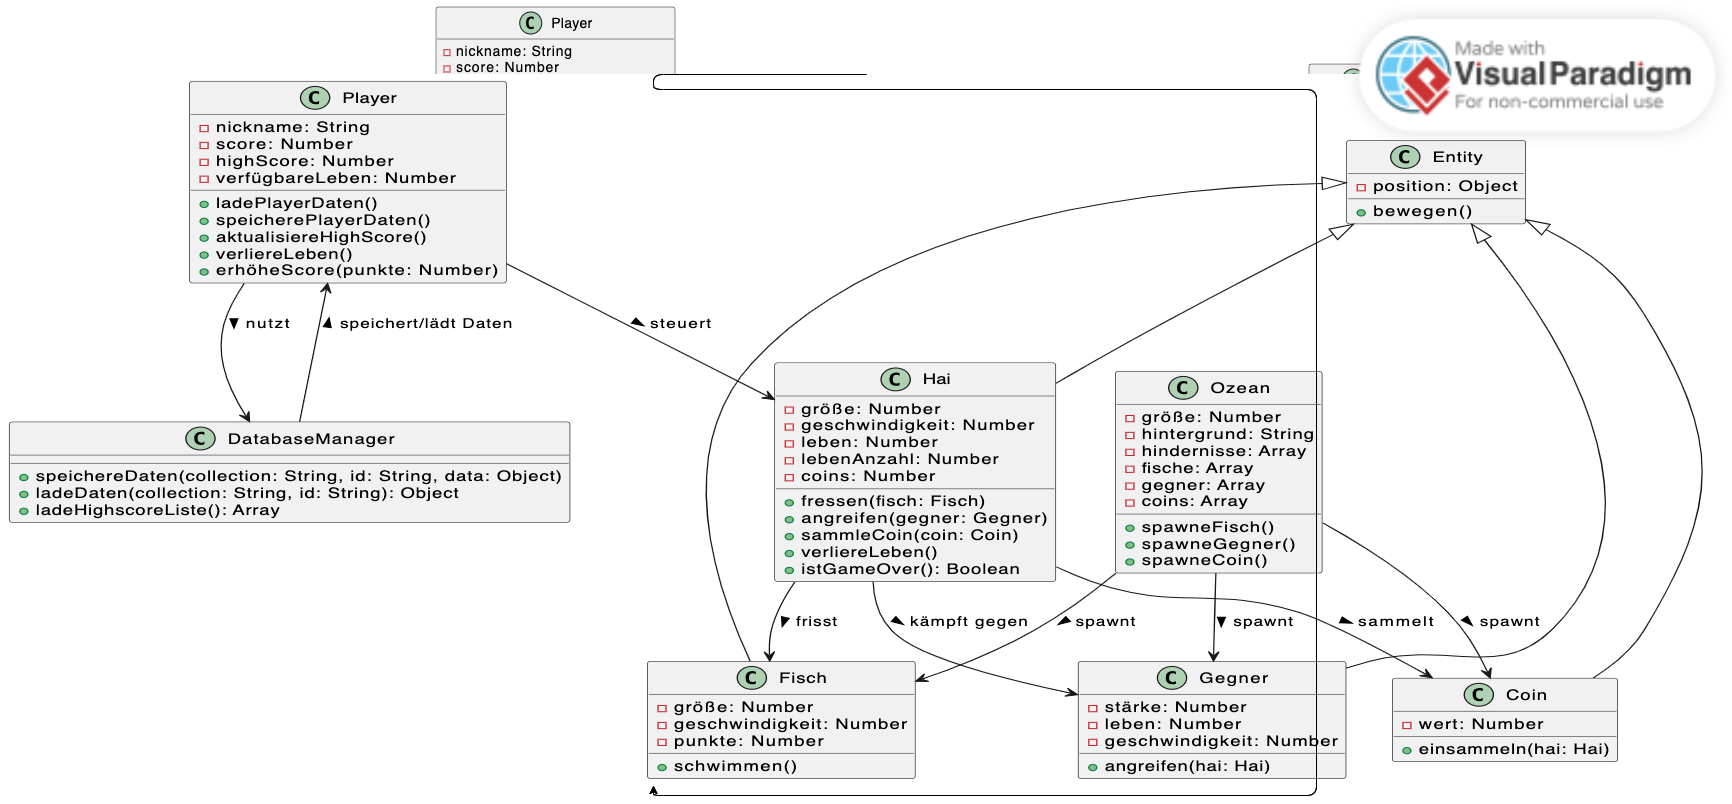 C Player
nickname: String
score: Number
Made with
Visual Paradigm
For non-commercial use
C Player
nickname: String
score: Number
highScore: Number
verfügbareLeben: Number
ladePlayerDaten()
speicherePlayerDaten()
aktualisiereHighScore()
verliereLeben()
erhöheScore(punkte: Number)
C Entity
position: Object
bewegen()
nutzt
speichert/lädt Daten
steuert
C DatabaseManager
speichereDaten(collection: String, id: String, data: Object)
ladeDaten(collection: String, id: String): Object
ladeHighscoreListe(): Array
C Hai
größe: Number
geschwindigkeit: Number
leben: Number
lebenAnzahl: Number
coins: Number
fressen(fisch: Fisch)
angreifen(gegner: Gegner)
sammleCoin(coin: Coin)
verliereLeben()
istGameOver(): Boolean
C Ozean
größe: Number
hintergrund: String
hindernisse: Array
fische: Array
gegner: Array
coins: Array
spawneFisch()
spawneGegner()
spawneCoin()
frisst
kämpft gegen
spawnt
spawnt
sammelt
spawnt
C Fisch
größe: Number
geschwindigkeit: Number
punkte: Number
schwimmen()
C Gegner
stärke: Number
leben: Number
geschwindigkeit: Number
angreifen(hai: Hai)
C Coin
wert: Number
einsammeln(hai: Hai)